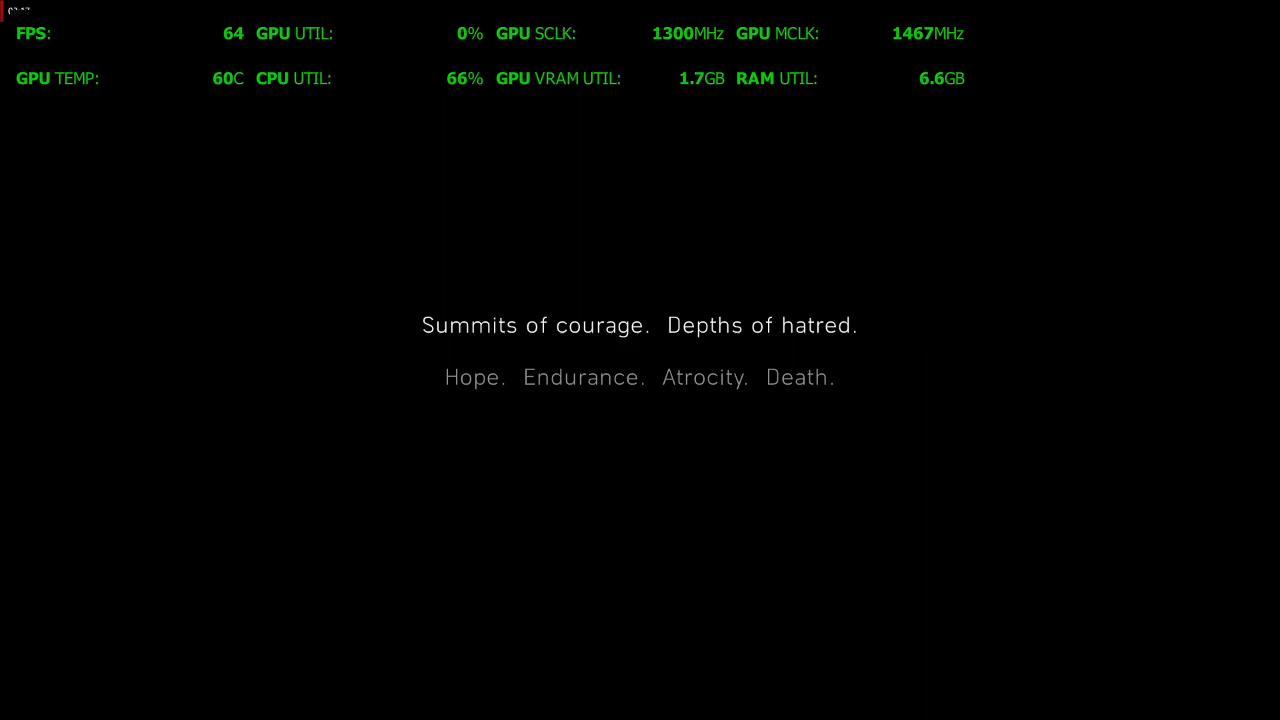 FPS: 64 GPU UTIL: 0% GPU SCLK: 1300MHz GPU MCLK: 1467MHz
GPU TEMP: 60C CPU UTIL: 66% GPU VRAM UTIL: 1.7GB RAM UTIL: 6.6GB
Summits of courage. Depths of hatred.
Hope. Endurance. Atrocity. Death.